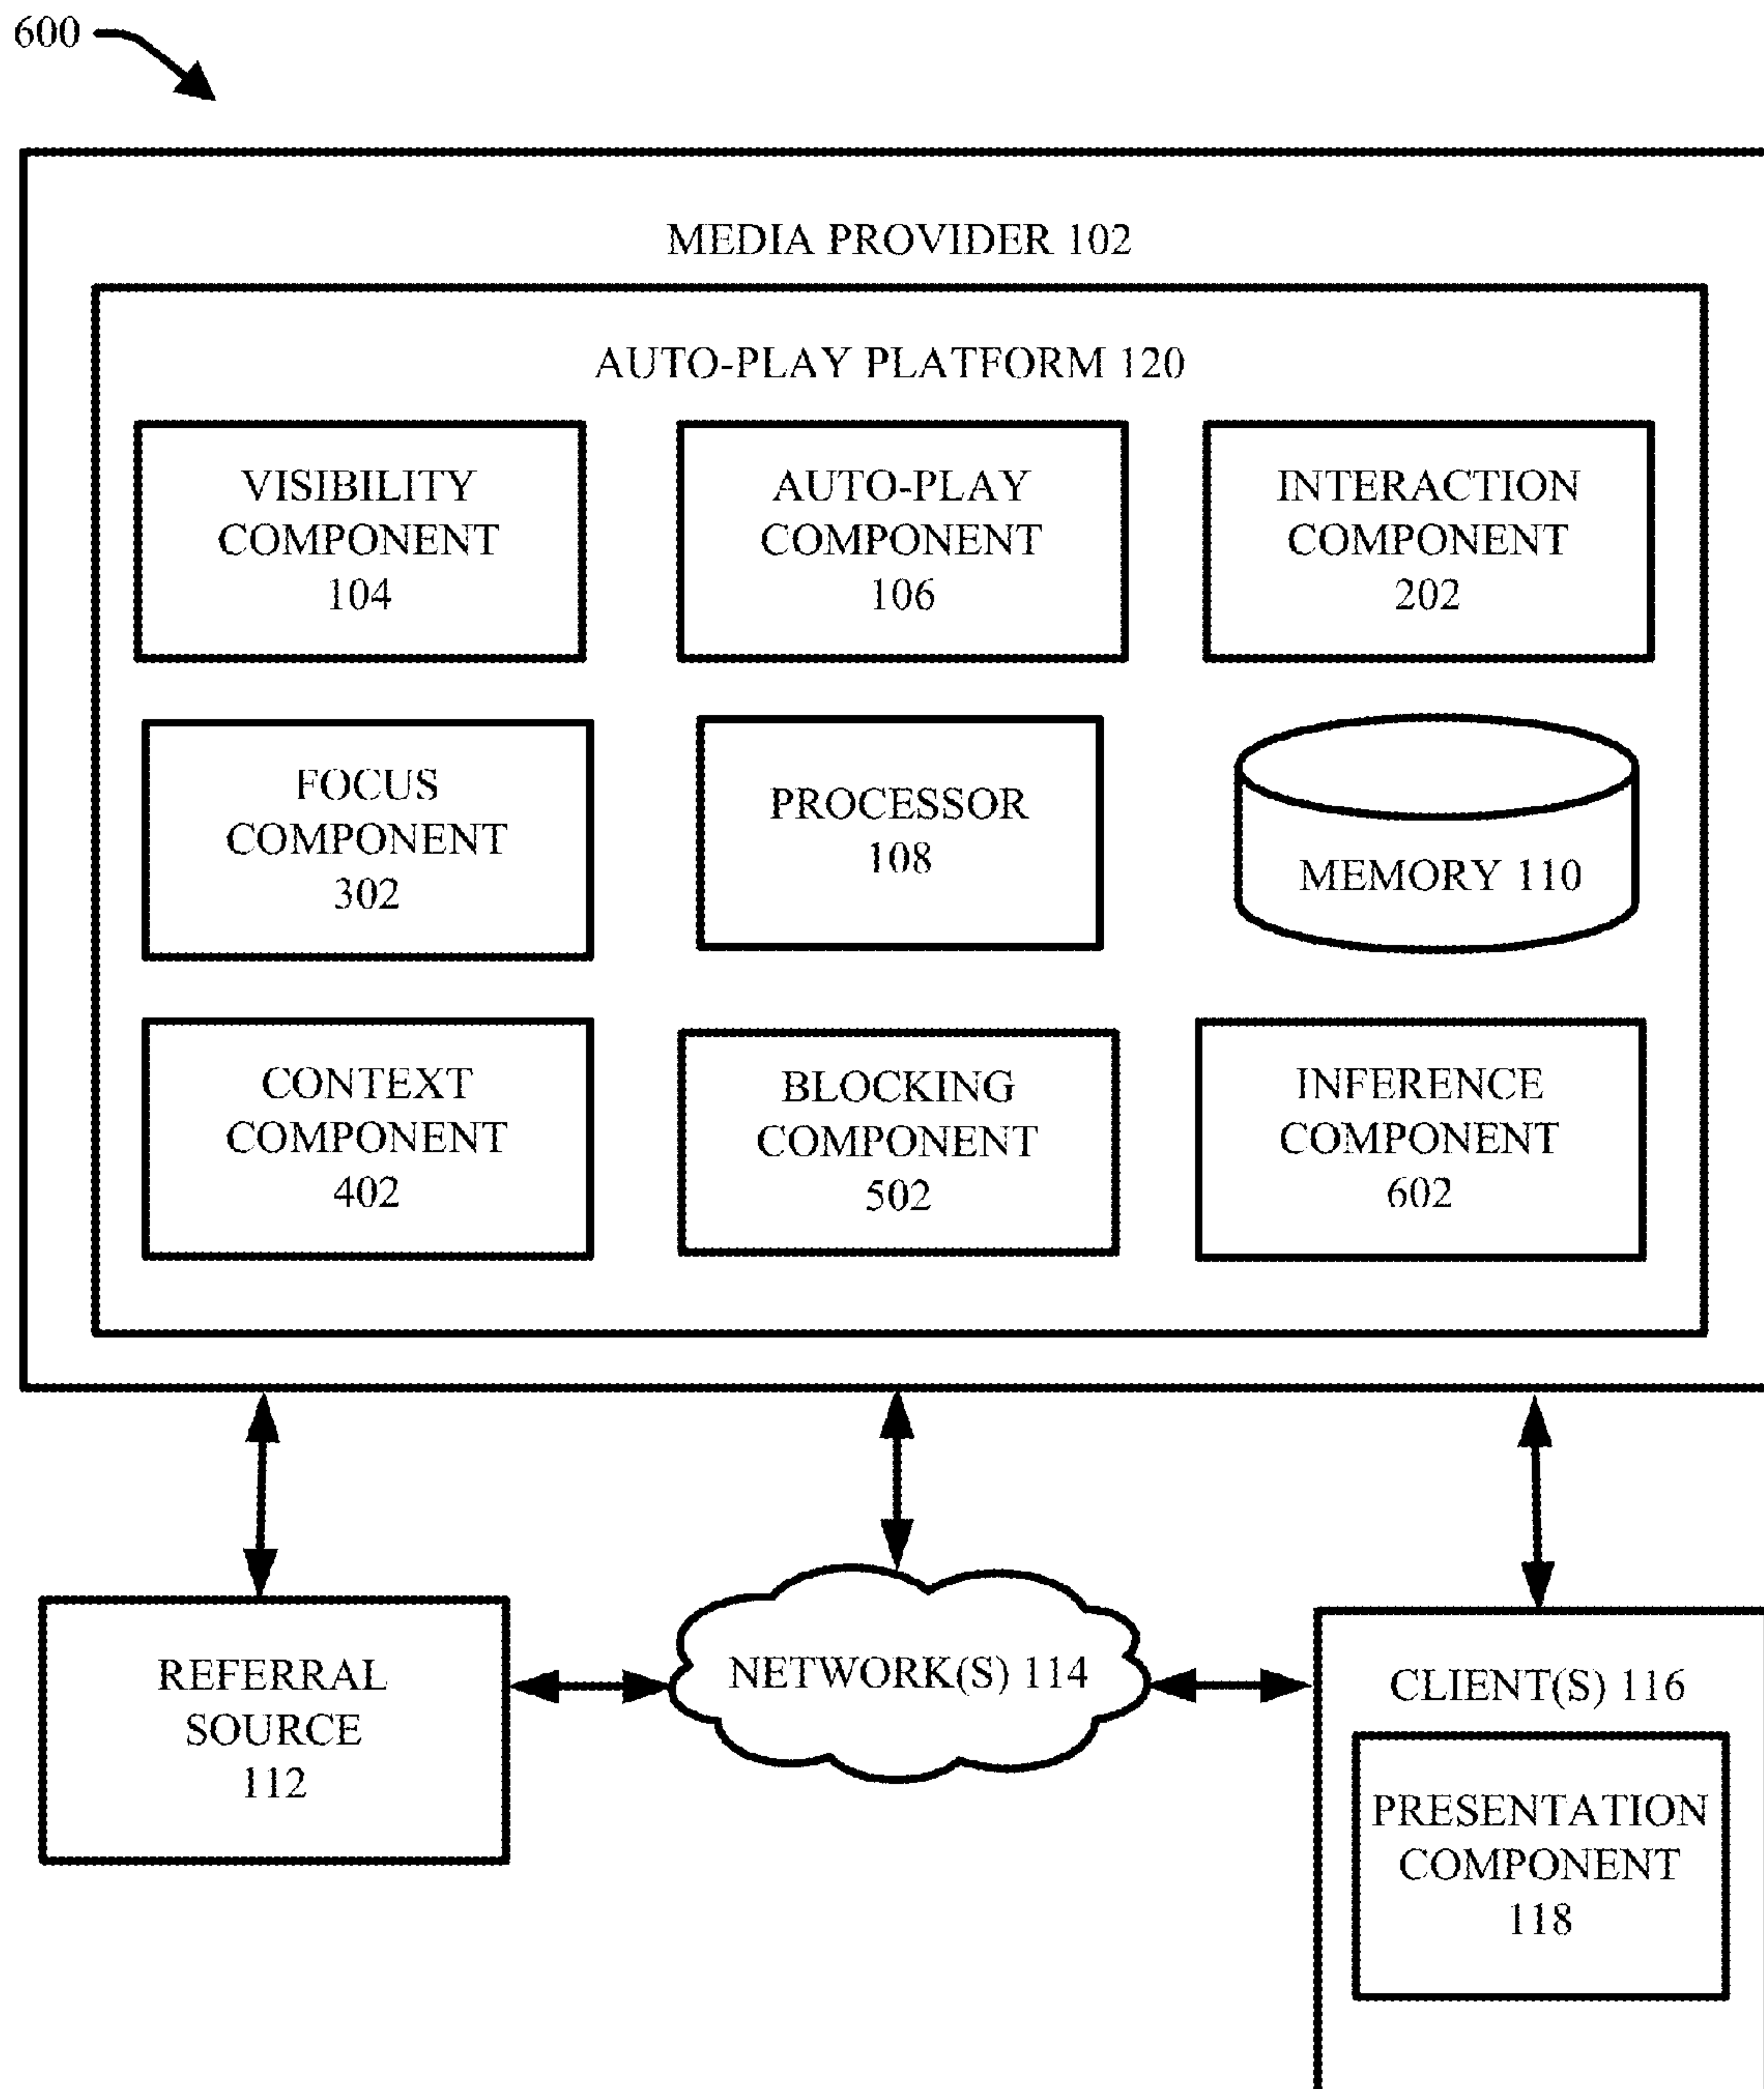 600
MEDIA PROVIDER 102
AUTO-PLAY PLATFORM 120
VISIBILITY
COMPONENT
104
AUTO-PLAY
COMPONENT
106
INTERACTION
COMPONENT
202
FOCUS
COMPONENT
302
PROCESSOR
108
MEMORY 110
CONTEXT
COMPONENT
402
BLOCKING
COMPONENT
502
INFERENCE
COMPONENT
602
REFERRAL
SOURCE
112
NETWORK(S) 114
CLIENT(S) 116
PRESENTATION
COMPONENT
118